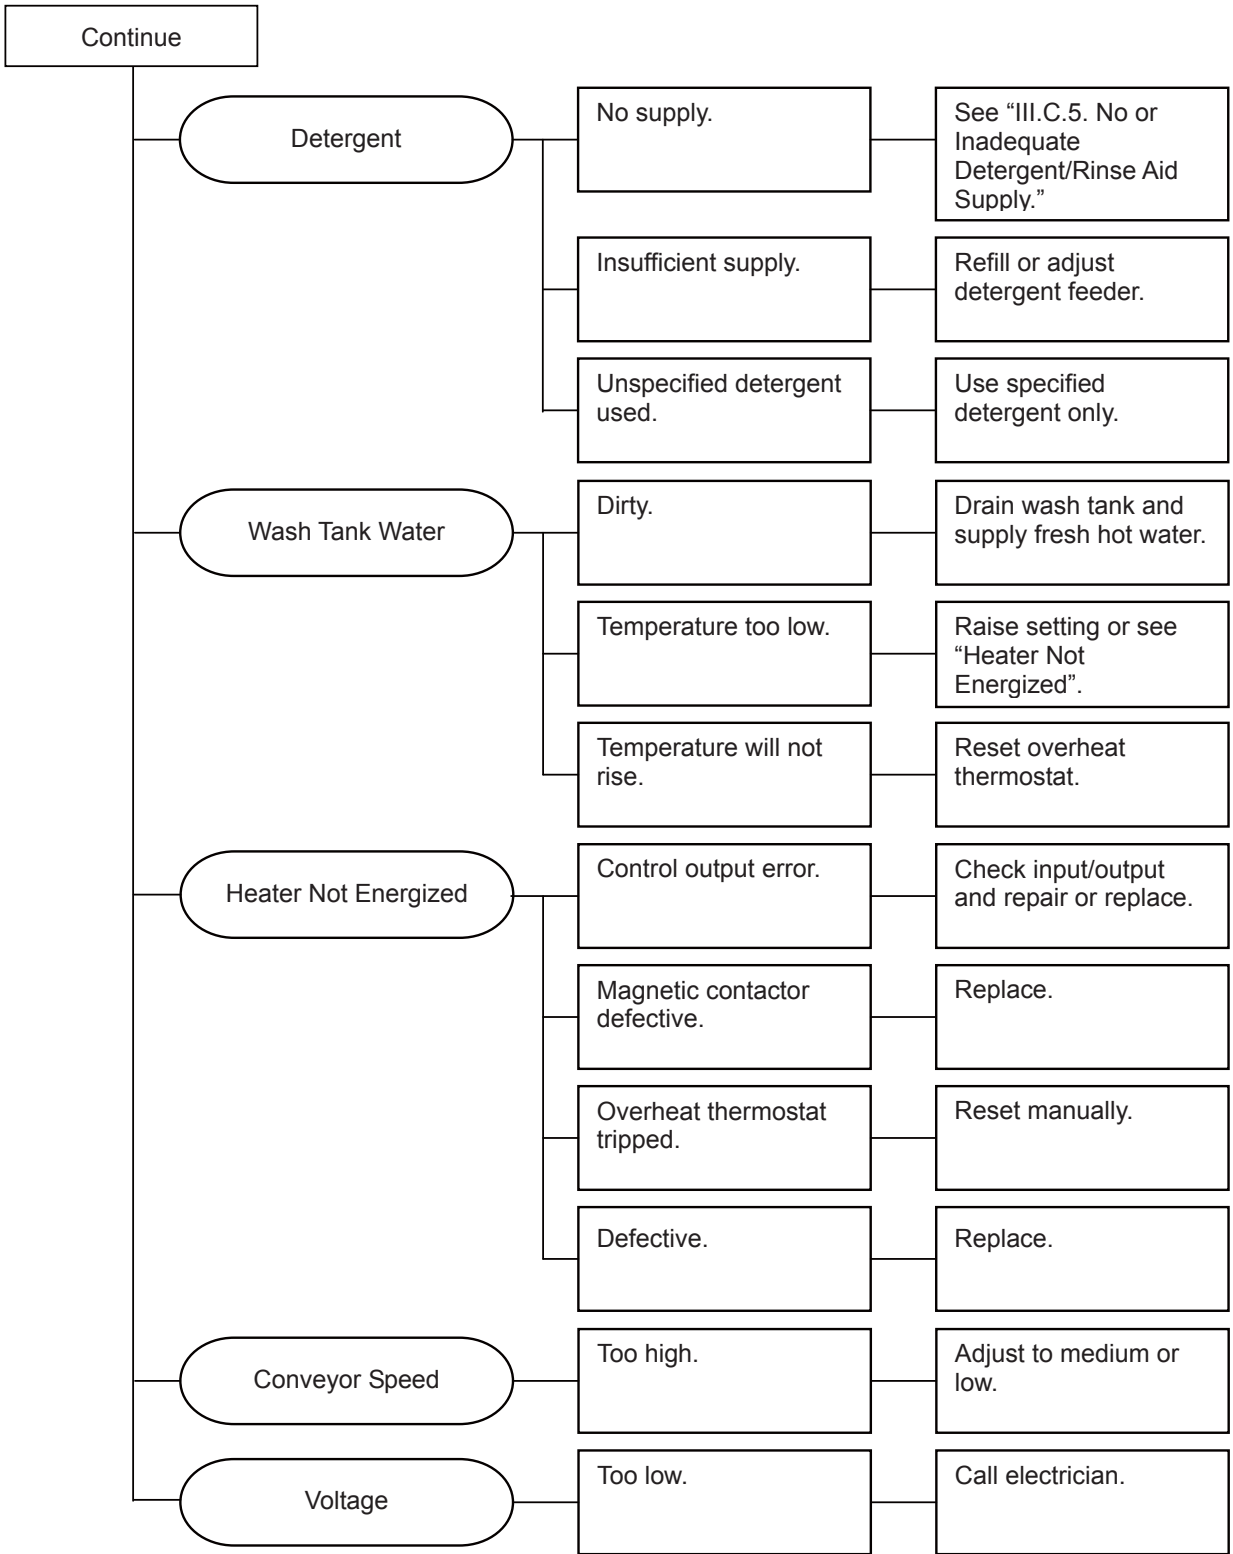 Continue
Detergent
No supply.
See “III.C.5. No or
Inadequate
Detergent/Rinse Aid
Supply.”
Insufficient supply.
Refill or adjust
detergent feeder.
Unspecified detergent
used.
Use specified
detergent only.
Wash Tank Water
Dirty.
Drain wash tank and
supply fresh hot water.
Temperature too low.
Raise setting or see
“Heater Not
Energized”.
Temperature will not
rise.
Reset overheat
thermostat.
Heater Not Energized
Control output error.
Check input/output
and repair or replace.
Magnetic contactor
defective.
Replace.
Overheat thermostat
tripped.
Reset manually.
Defective.
Replace.
Conveyor Speed
Too high.
Adjust to medium or
low.
Voltage
Too low.
Call electrician.